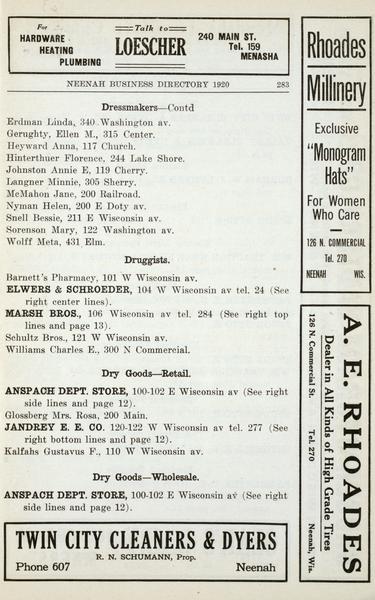 For
HARDWARE
HEATING
PLUMBING
Talk to
LOESCHER
240 MAIN ST.
Tel. 159
MENASHA
NEENAH BUSINESS DIRECTORY 1920 283
Dressmakers—Contd
Erdman Linda, 340 Washington av.
Gerughty, Ellen M., 315 Center.
Heyward Anna, 117 Church.
Hinterthuer Florence, 244 Lake Shore.
Johnston Annie E, 119 Cherry.
Langner Minnie, 305 Sherry.
McMahon Jane, 200 Railroad.
Nyman Helen, 200 E Doty av.
Snell Bessie, 211 E Wisconsin av.
Sorenson Mary, 122 Washington av.
Wolff Meta, 431 Elm.
Druggists.
Barnett's Pharmacy, 101 W Wisconsin av.
ELWERS & SCHROEDER, 104 W Wisconsin av tel. 24 (See
right center lines).
MARSH BROS., 106 Wisconsin av tel. 284 (See right top
lines and page 13).
Schultz Bros., 121 W Wisconsin av.
Williams Charles E., 300 N Commercial.
Dry Goods—Retail.
ANSPACH DEPT. STORE, 100-102 E Wisconsin av (See right
side lines and page 12).
Glossberg Mrs. Rosa, 200 Main.
JANDREY E. E. CO. 120-122 W Wisconsin av tel. 277 (See
right bottom lines and page 12).
Kalfahs Gustavus F., 110 W Wisconsin av.
Dry Goods—Wholesale.
ANSPACH DEPT. STORE, 100-102 E Wisconsin av (See right
side lines and page 12).
TWIN CITY CLEANERS & DYERS
R. N. SCHUMANN, Prop.
Phone 607 Neenah
Rhoades
Millinery
Exclusive
"Monogram
Hats"
For Women
Who Care
126 N. COMMERCIAL
Tel. 270
NEENAH WIS.
A. E. RHOADES
Dealer in All Kinds of High Grade Tires
126 N. Commercial St. Tel. 270 Neenah, Wis.